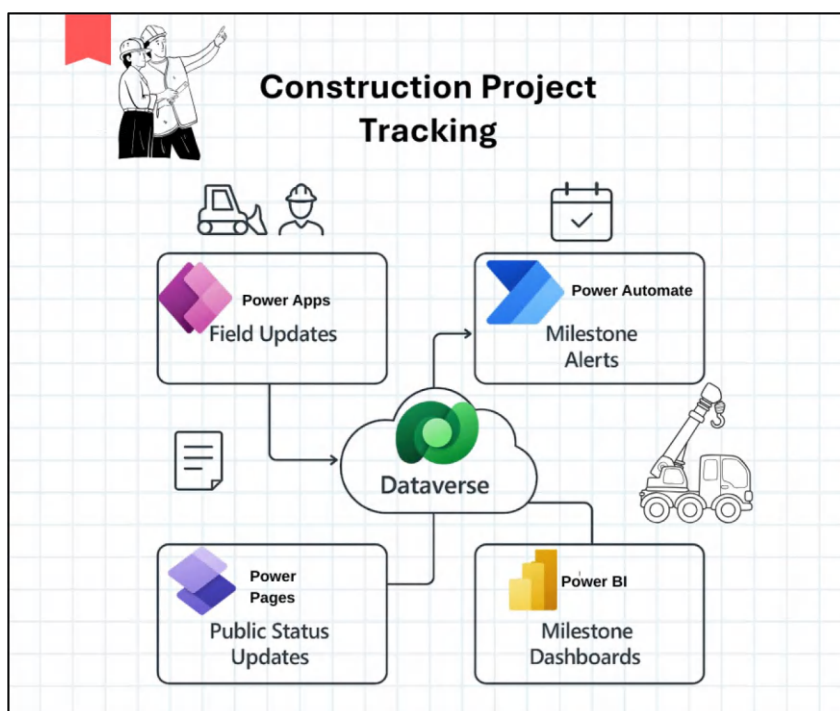 Construction Project
Tracking
Power Apps
Field Updates
Power Automate
Milestone
Alerts
Dataverse
Power
Pages
Public Status
Updates
Power BI
Milestone
Dashboards